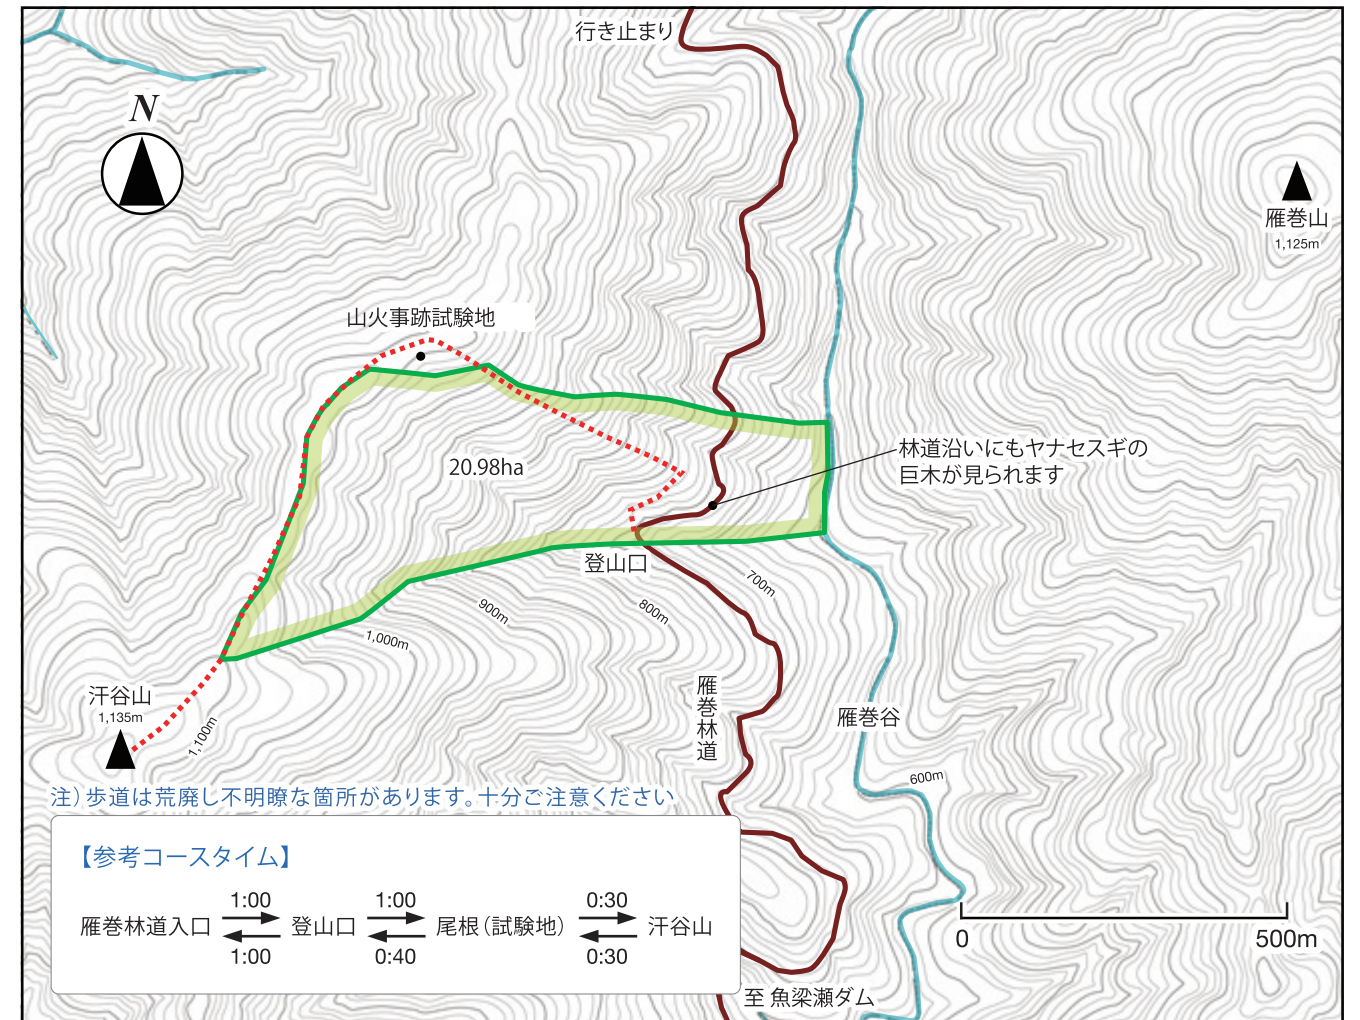 行き止まり
N
雁巻山
1,125m
山火事跡試験地
林道沿いにもヤナセスギの
巨木が見られます
20.98ha
登山口
700m
800m
900m
1,000m
汗谷山
1,135m
1,100m
雁巻林道
雁巻谷
600m
注）歩道は荒廃し不明瞭な箇所があります。十分ご注意ください
【参考コースタイム】
1:00 1:00 0:30
雁巻林道入口 登山口 尾根（試験地） 汗谷山
1:00 0:40 0:30
0 500m
至 魚梁瀬ダム